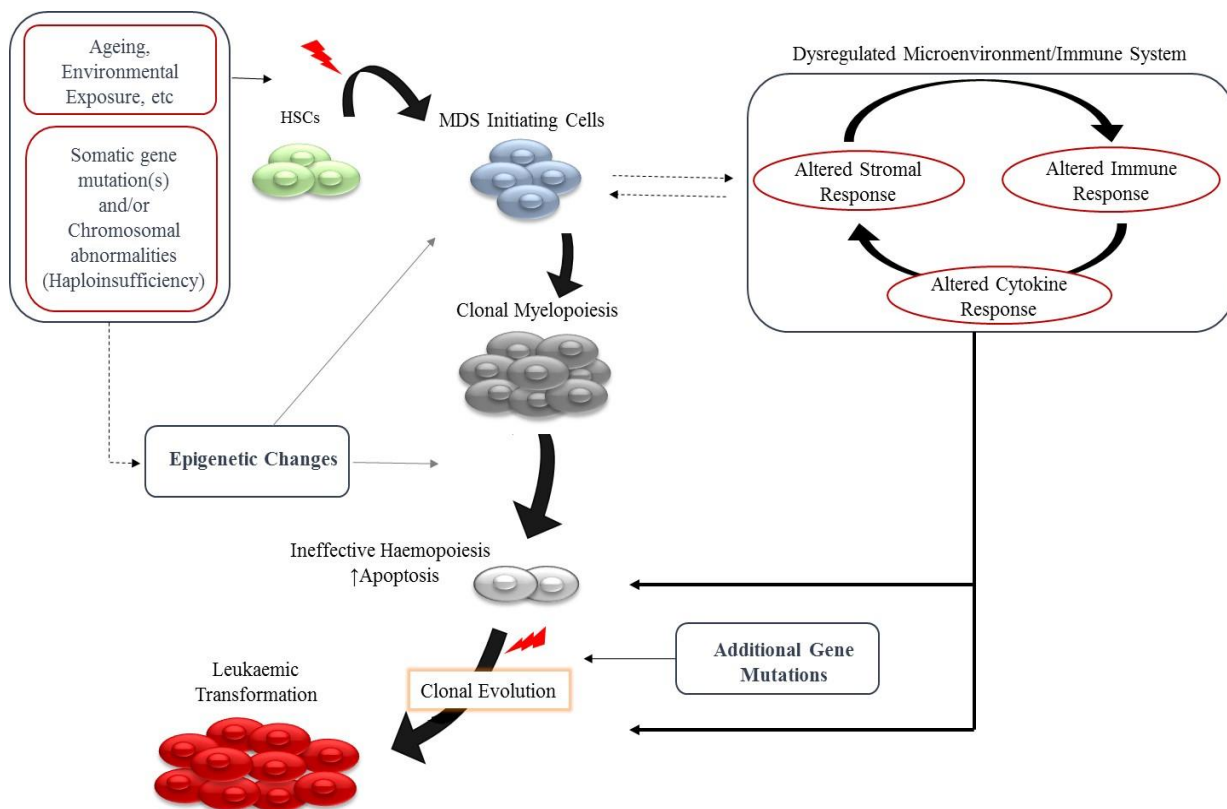 Ageing,
Environmental
Exposure, etc
Somatic gene
mutation(s)
and/or
Chromosomal
abnormalities
(Haploinsufficiency)
HSCs
MDS Initiating Cells
Dysregulated Microenvironment/Immune System
Altered Stromal
Response
Altered Immune
Response
Altered Cytokine
Response
Clonal Myelopoiesis
Epigenetic Changes
Ineffective Haemopoiesis
↑Apoptosis
Additional Gene
Mutations
Clonal Evolution
Leukaemic
Transformation